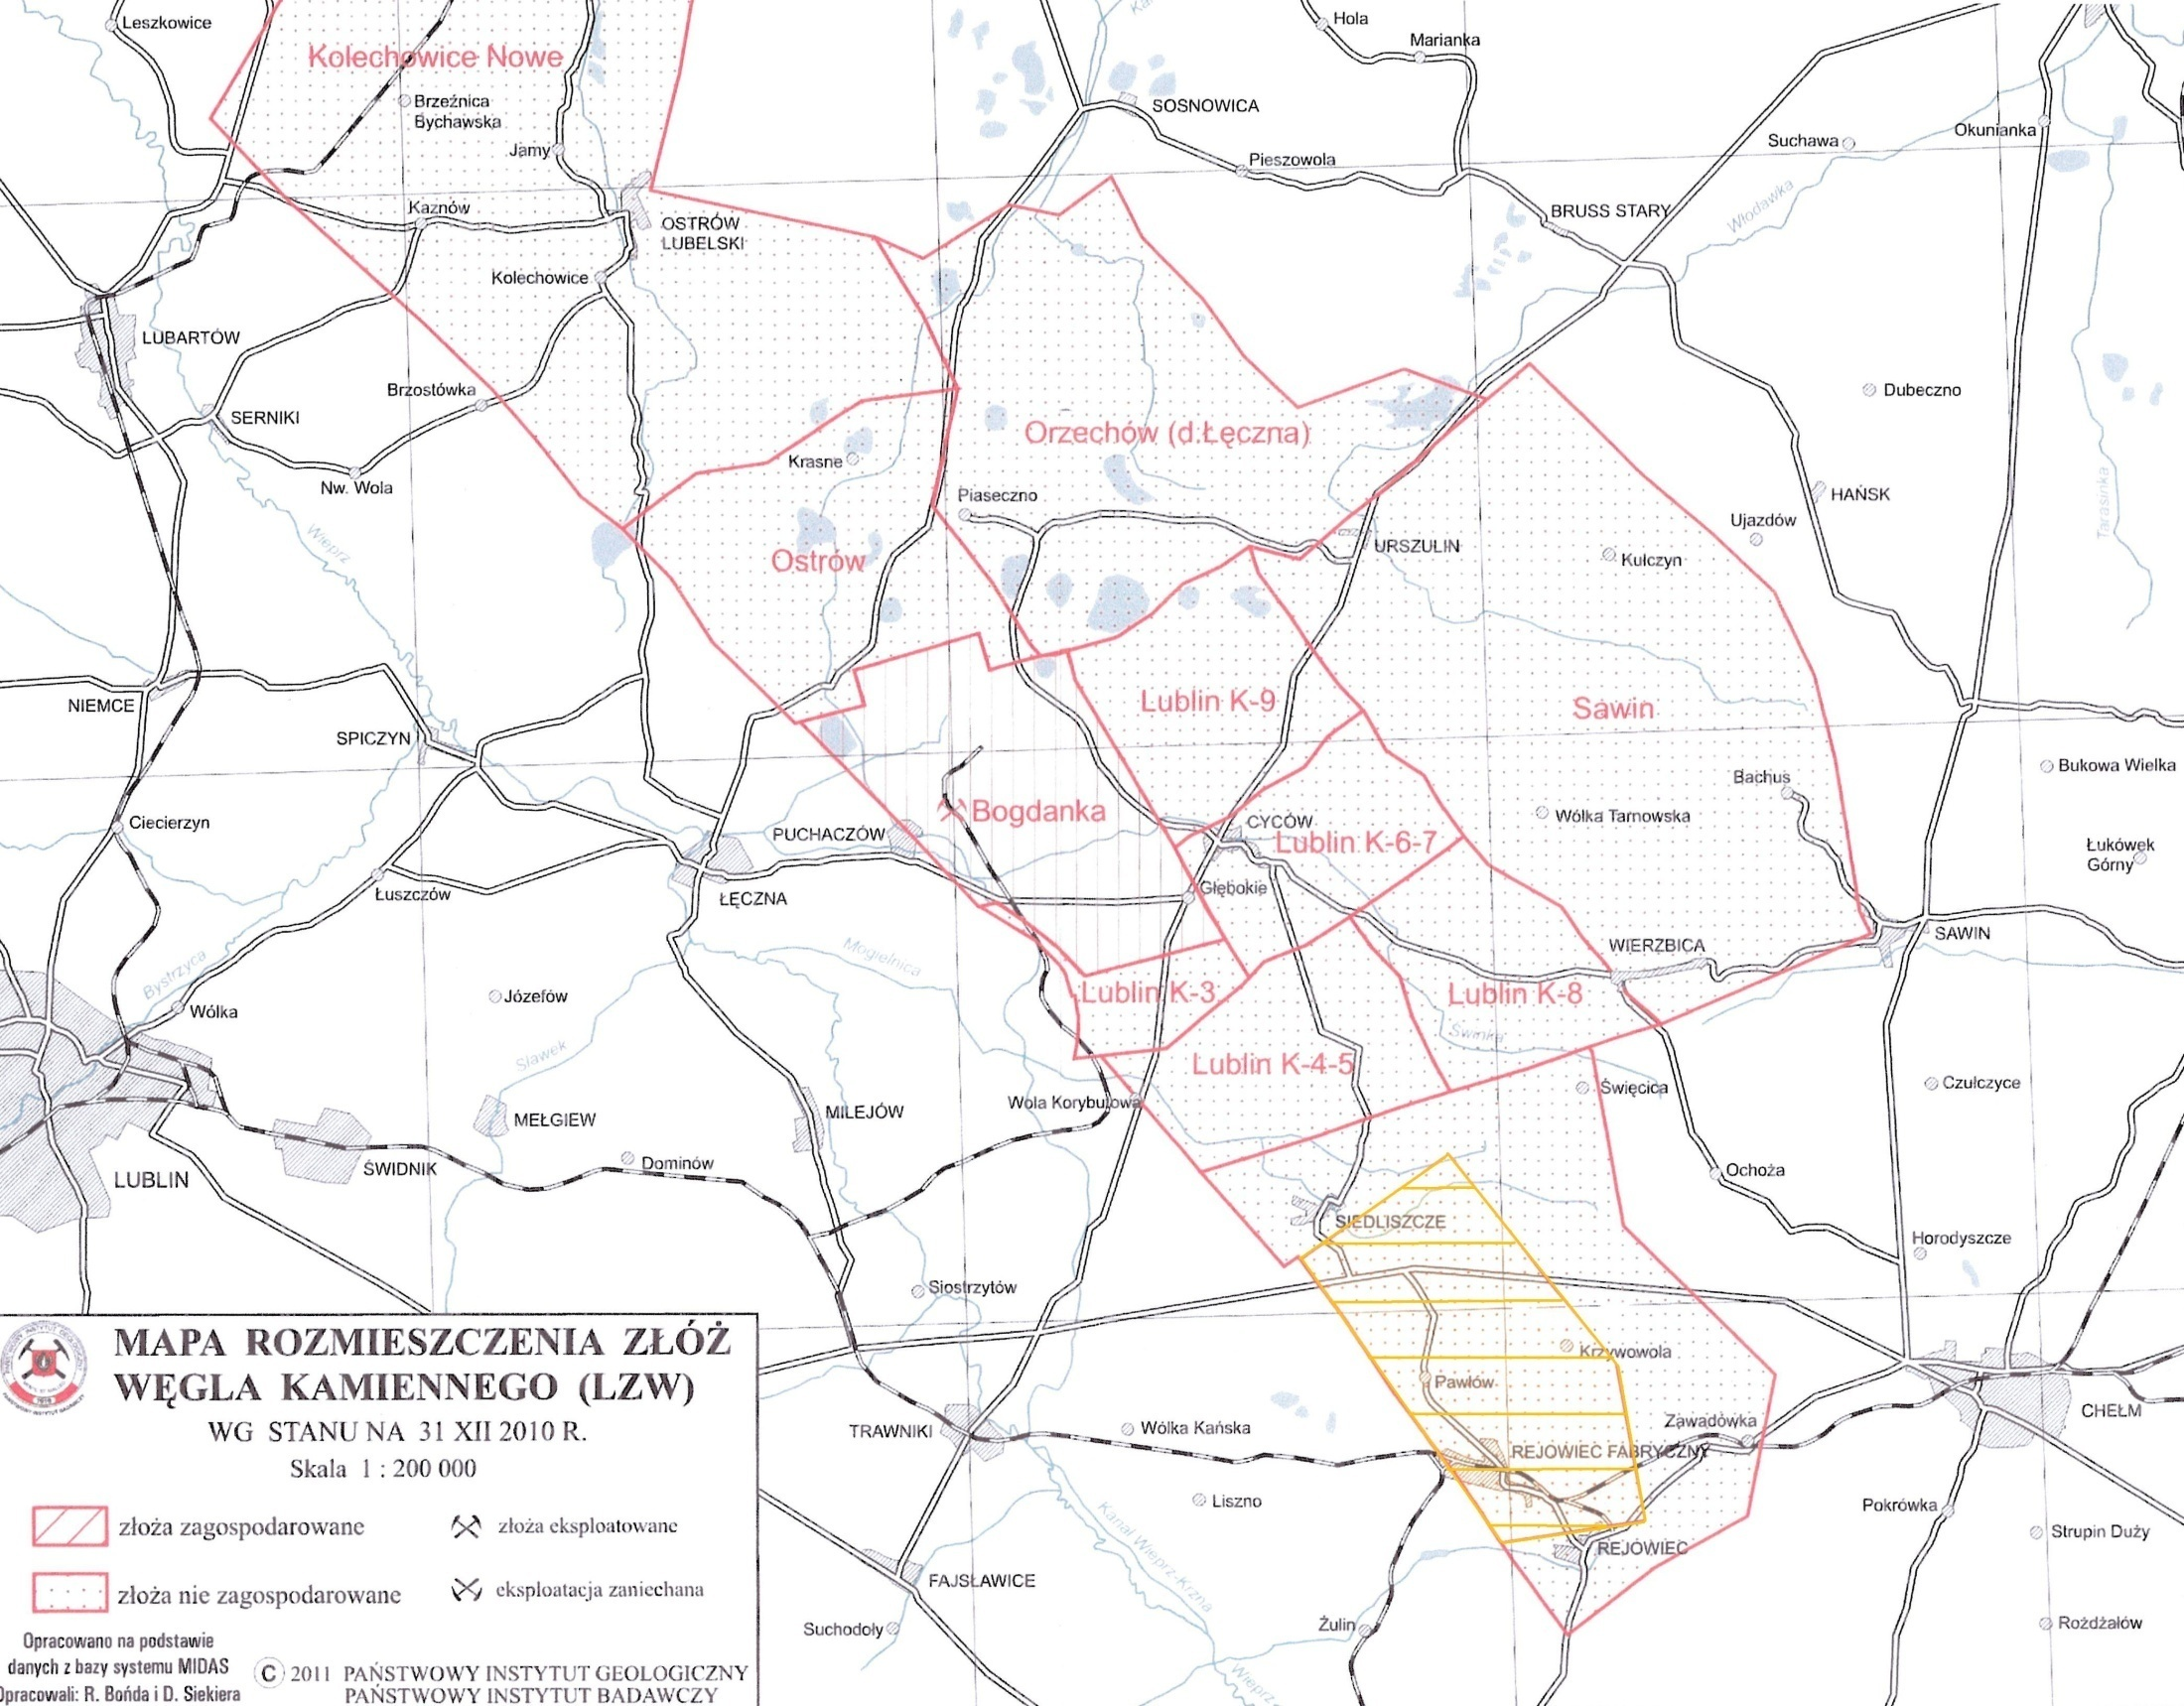 Leszkowice
Kolechowice Nowe
Brzeźnica
Bychawska
Jamy
Hola
Marianka
SOSNOWICA
Pieszowola
Suchawa
Okunianka
Włodawka
BRUSS STARY
Kaznów
OSTRÓW
LUBELSKI
Kolechowice
LUBARTÓW
Brzostówka
SERNIKI
Nw. Wola
Wieprz
Krasne
Orzechów (d.Łęczna)
Piaseczno
Dubeczno
HAŃSK
Ujazdów
Tarasinka
URSZULIN
Kulczyn
Ostrów
NIEMCE
SPICZYN
Lublin K-9
Sawin
Bukowa Wielka
Bachus
Ciecierzyn
PUCHACZÓW
Bogdanka
CYCÓW
Lublin K-6-7
Wólka Tarnowska
Łukówek
Górny
Łuszczów
ŁĘCZNA
Głębokie
Mogielnica
WIERZBICA
SAWIN
Bystrzyca
Józefów
Wólka
Lublin K-3
Lublin K-8
Świnka
Sławek
Lublin K-4-5
Święcica
Czułczyce
Wola Korybutowa
MEŁGIEW
MILEJÓW
LUBLIN
ŚWIDNIK
Dominów
Ochoża
SIEDLISZCZE
Horodyszcze
Siostrzytów
Krzywowola
Pawłów
TRAWNIKI
Wólka Kańska
Zawadówka
CHEŁM
REJOWIEC FABRYCZNY
Liszno
Kanał Wieprz-Krzna
Pokrówka
Strupin Duży
REJOWIEC
FAJSŁAWICE
Suchodoły
Żulin
Rożdżałów
Wieprz
MAPA ROZMIESZCZENIA ZŁÓŻ
WĘGLA KAMIENNEGO (LZW)
WG STANU NA 31 XII 2010 R.
Skala 1 : 200 000
złoża zagospodarowane
złoża eksploatowane
złoża nie zagospodarowane
eksploatacja zaniechana
Opracowano na podstawie
danych z bazy systemu MIDAS
Opracowali: R. Bońda i D. Siekiera
© 2011 PAŃSTWOWY INSTYTUT GEOLOGICZNY
PAŃSTWOWY INSTYTUT BADAWCZY